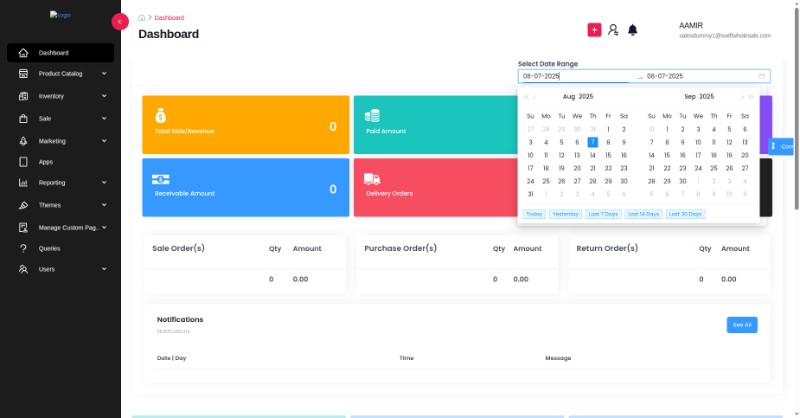 Logo
Dashboard
Product Catalog
Inventory
Sale
Marketing
Apps
Reporting
Themes
Manage Custom Pag..
Queries
Users
Dashboard
Dashboard
AAMIR
salesdummy1@swiftwholesale.com
Select Date Range
08-07-2025
08-07-2025
Aug 2025
Sep 2025
Su Mo Tu We Th Fr Sa
Su Mo Tu We Th Fr Sa
27 28 29 30 31 1 2
31 1 2 3 4 5 6
3 4 5 6 7 8 9
7 8 9 10 11 12 13
10 11 12 13 14 15 16
14 15 16 17 18 19 20
17 18 19 20 21 22 23
21 22 23 24 25 26 27
24 25 26 27 28 29 30
28 29 30 1 2 3 4
31 1 2 3 4 5 6
5 6 7 8 9 10 11
Today Yesterday Last 7 Days Last 14 Days Last 30 Days
Total Sale/Revenue
0
Paid Amount
Receivable Amount
0
Delivery Orders
Sale Order(s) Qty Amount
0 0.00
Purchase Order(s) Qty Amount
0 0.00
Return Order(s) Qty Amount
0 0.00
Notifications
Notifications
See All
Date | Day Time Message